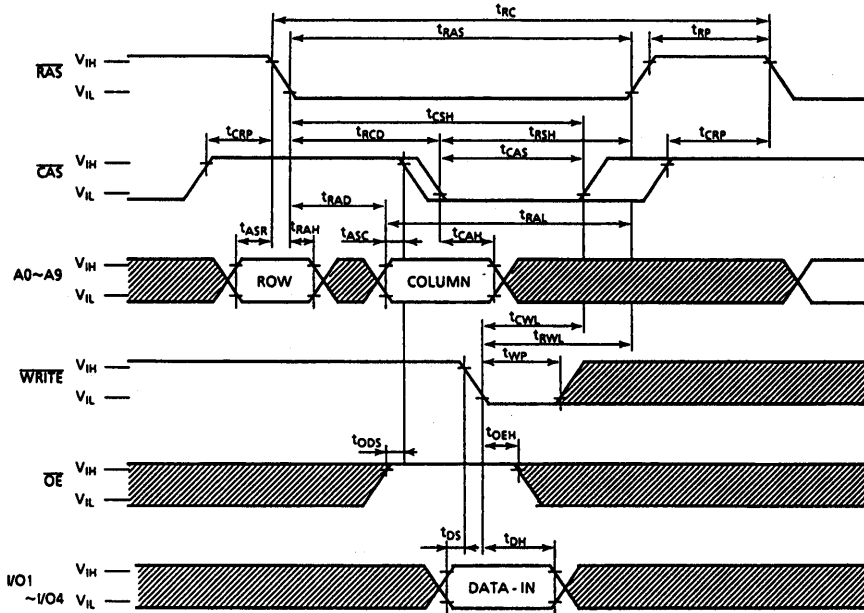 tRC
tRAS tRP
RAS VIH
VIL
tCSH
tCRP tRCD tRSH tCRP
CAS VIH tCAS
VIL
tRAD tRAL
tASR tRAH tASC tCAH
A0~A9 VIH
VIL
ROW COLUMN
tCWL
tRWL
WRITE VIH tWP
VIL
tODS tOEH
OE VIH
VIL
tDS tDH
I/O1
~I/O4 VIH
VIL
DATA - IN